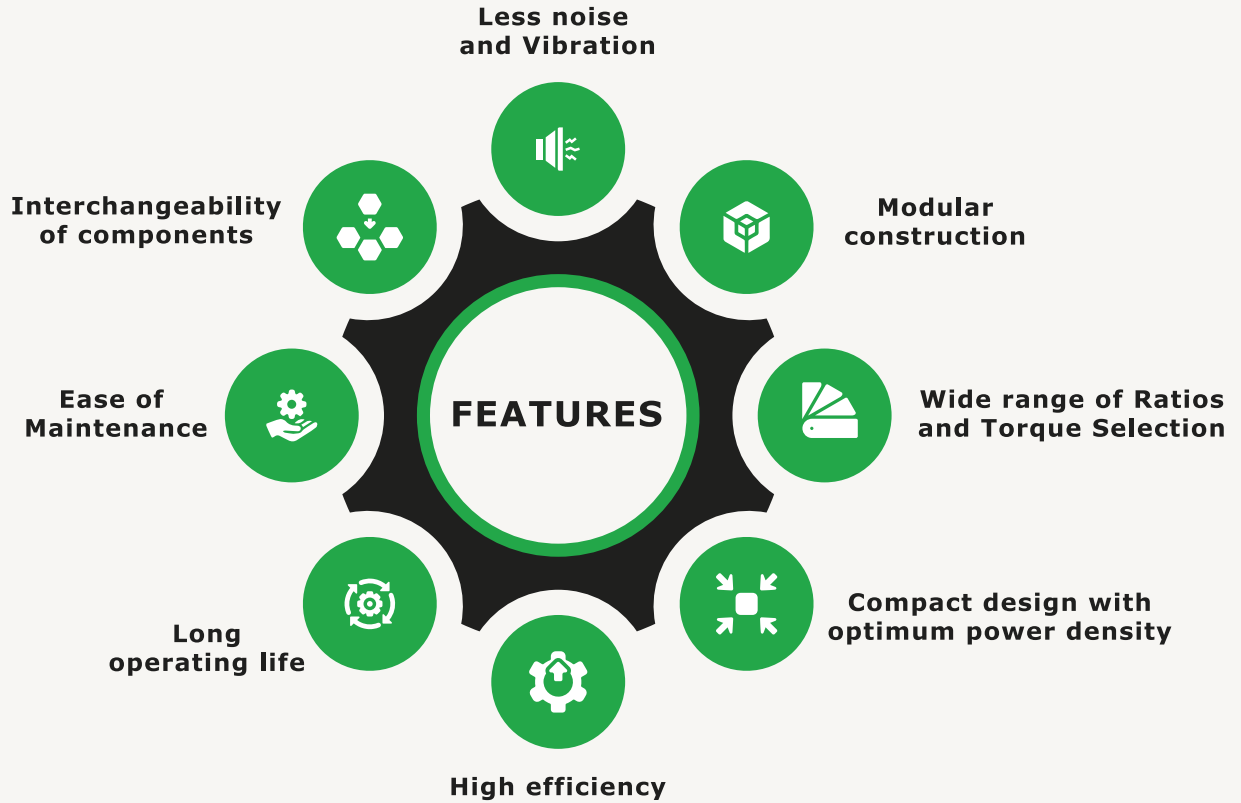 Less noise
and Vibration
Interchangeability
of components
Modular
construction
Ease of
Maintenance
FEATURES
Wide range of Ratios
and Torque Selection
Long
operating life
Compact design with
optimum power density
High efficiency